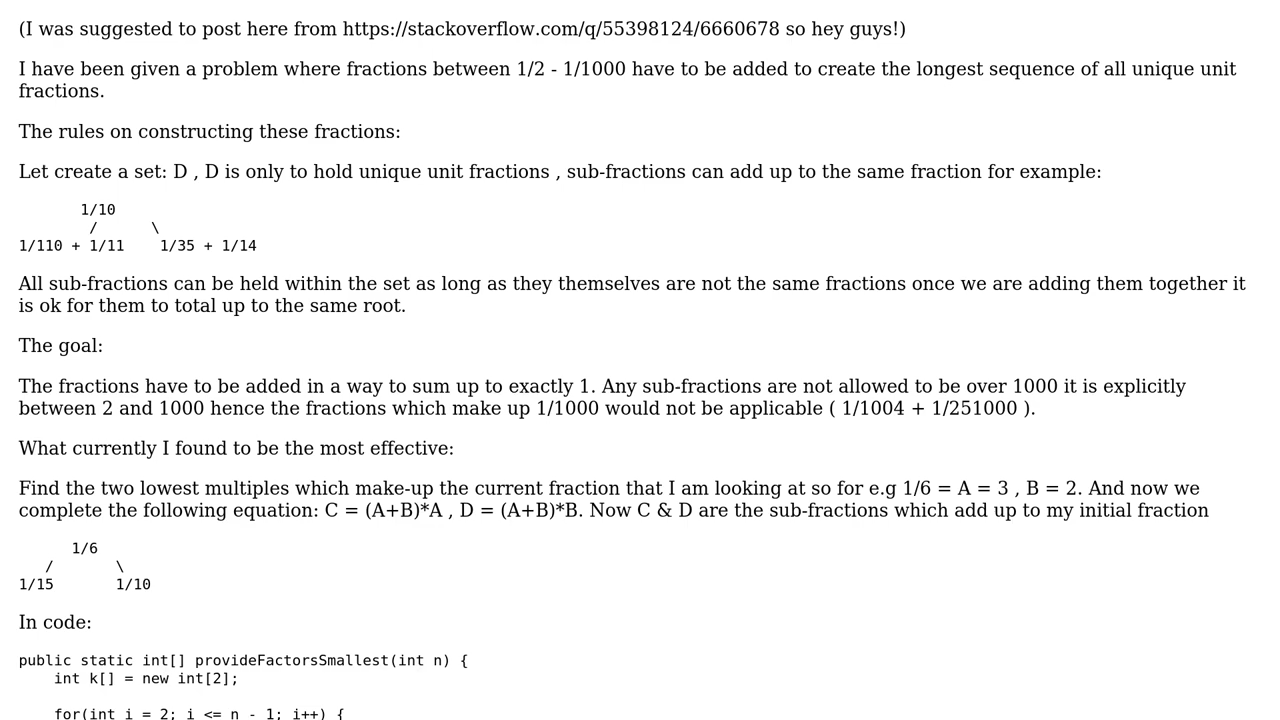 (I was suggested to post here from https://stackoverflow.com/q/55398124/6660678 so hey guys!)
I have been given a problem where fractions between 1/2 - 1/1000 have to be added to create the longest sequence of all unique unit
fractions.
The rules on constructing these fractions:
Let create a set: D , D is only to hold unique unit fractions , sub-fractions can add up to the same fraction for example:
1/10
/ \
1/110 + 1/11 1/35 + 1/14
All sub-fractions can be held within the set as long as they themselves are not the same fractions once we are adding them together it
is ok for them to total up to the same root.
The goal:
The fractions have to be added in a way to sum up to exactly 1. Any sub-fractions are not allowed to be over 1000 it is explicitly
between 2 and 1000 hence the fractions which make up 1/1000 would not be applicable ( 1/1004 + 1/251000 ).
What currently I found to be the most effective:
Find the two lowest multiples which make-up the current fraction that I am looking at so for e.g 1/6 = A = 3 , B = 2. And now we
complete the following equation: C = (A+B)*A , D = (A+B)*B. Now C & D are the sub-fractions which add up to my initial fraction
1/6
/ \
1/15 1/10
In code:
public static int[] provideFactorsSmallest(int n) {
int k[] = new int[2];
for(int i = 2; i <= n - 1; i++) {